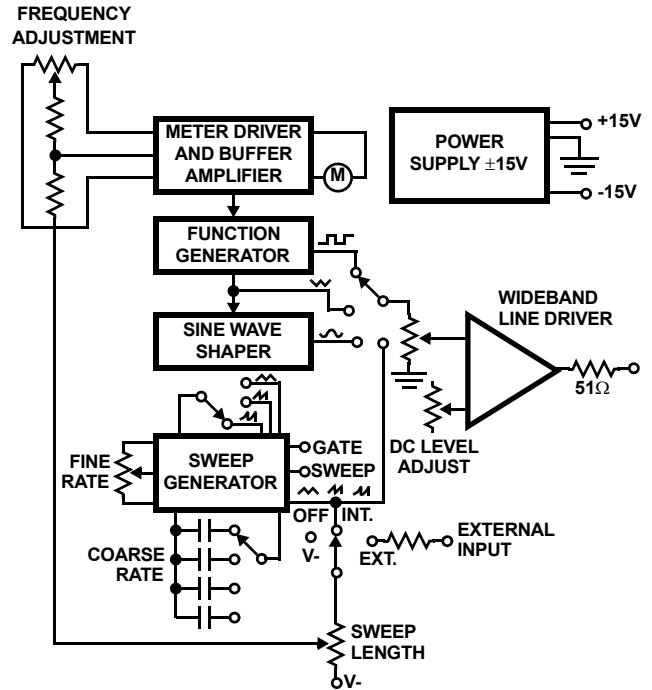 FREQUENCY
ADJUSTMENT
METER DRIVER
AND BUFFER
AMPLIFIER
M
POWER
SUPPLY ±15V
+15V
-15V
FUNCTION
GENERATOR
SINE WAVE
SHAPER
WIDEBAND
LINE DRIVER
51Ω
DC LEVEL
ADJUST
FINE
RATE
SWEEP
GENERATOR
GATE
SWEEP
OFF
INT.
V-
EXT.
EXTERNAL
INPUT
COARSE
RATE
SWEEP
LENGTH
V-